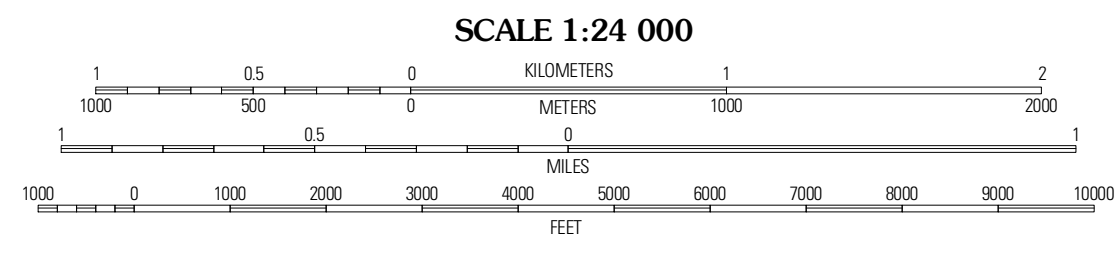 SCALE 1:24 000
1 0.5 0 KILOMETERS 1 2
1000 500 0 METERS 1000 2000
1 0.5 0 1
MILES
1000 0 1000 2000 3000 4000 5000 6000 7000 8000 9000 10000
FEET